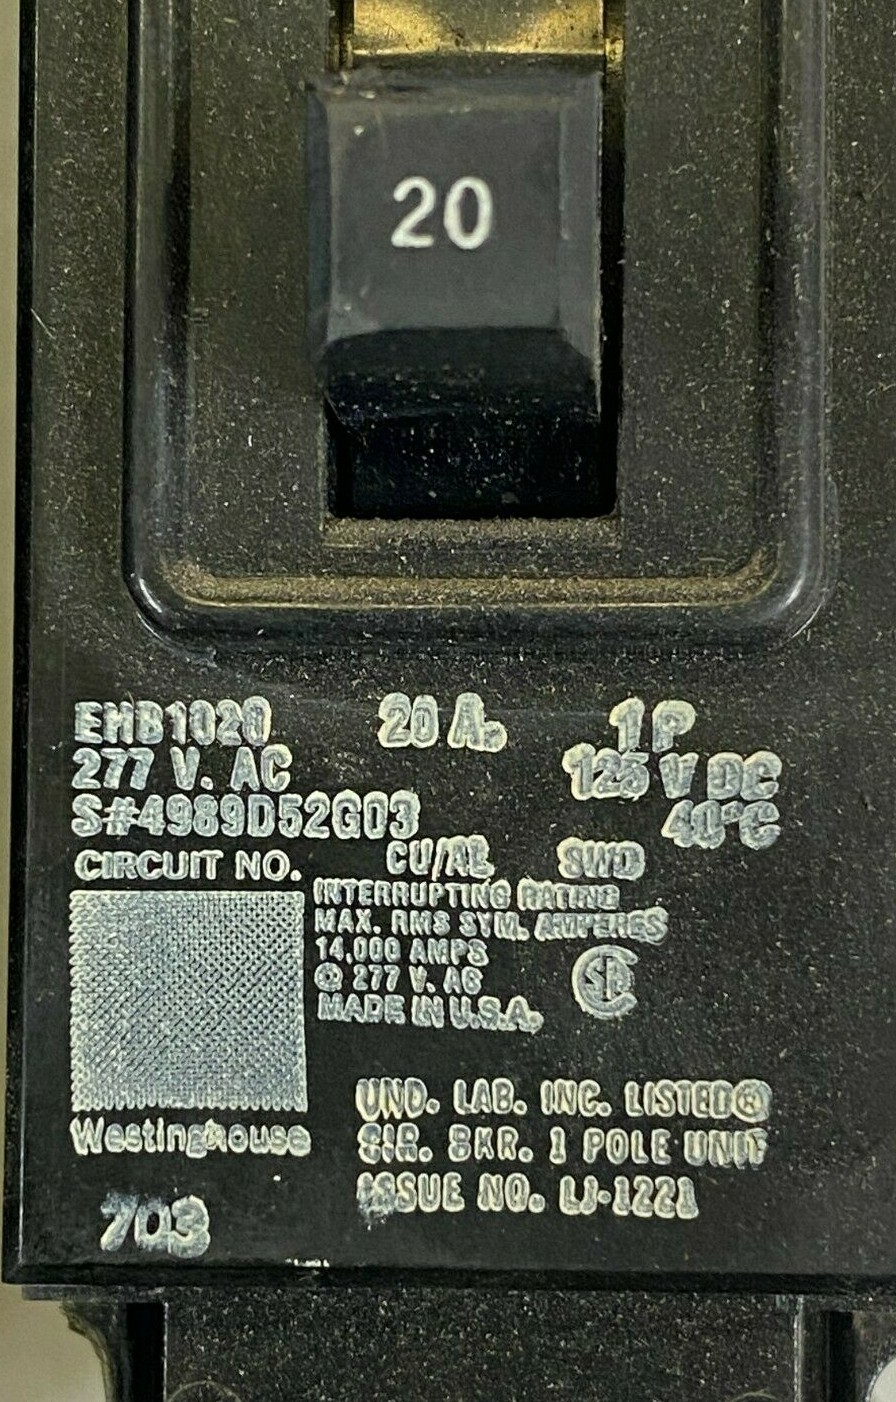 20
EHB1020 20 A. 1 P
277 V. AC 125 V DC
S#4989D52G03 40°C
CIRCUIT NO. CU/AL SWD
INTERRUPTING RATING
MAX. RMS SYM. AMPERES
14,000 AMPS
@ 277 V. AC
MADE IN U.S.A.
SA
Westinghouse
UND. LAB. INC. LISTED®
CIR. BKR. 1 POLE UNIT
ISSUE NO. LJ-1221
703